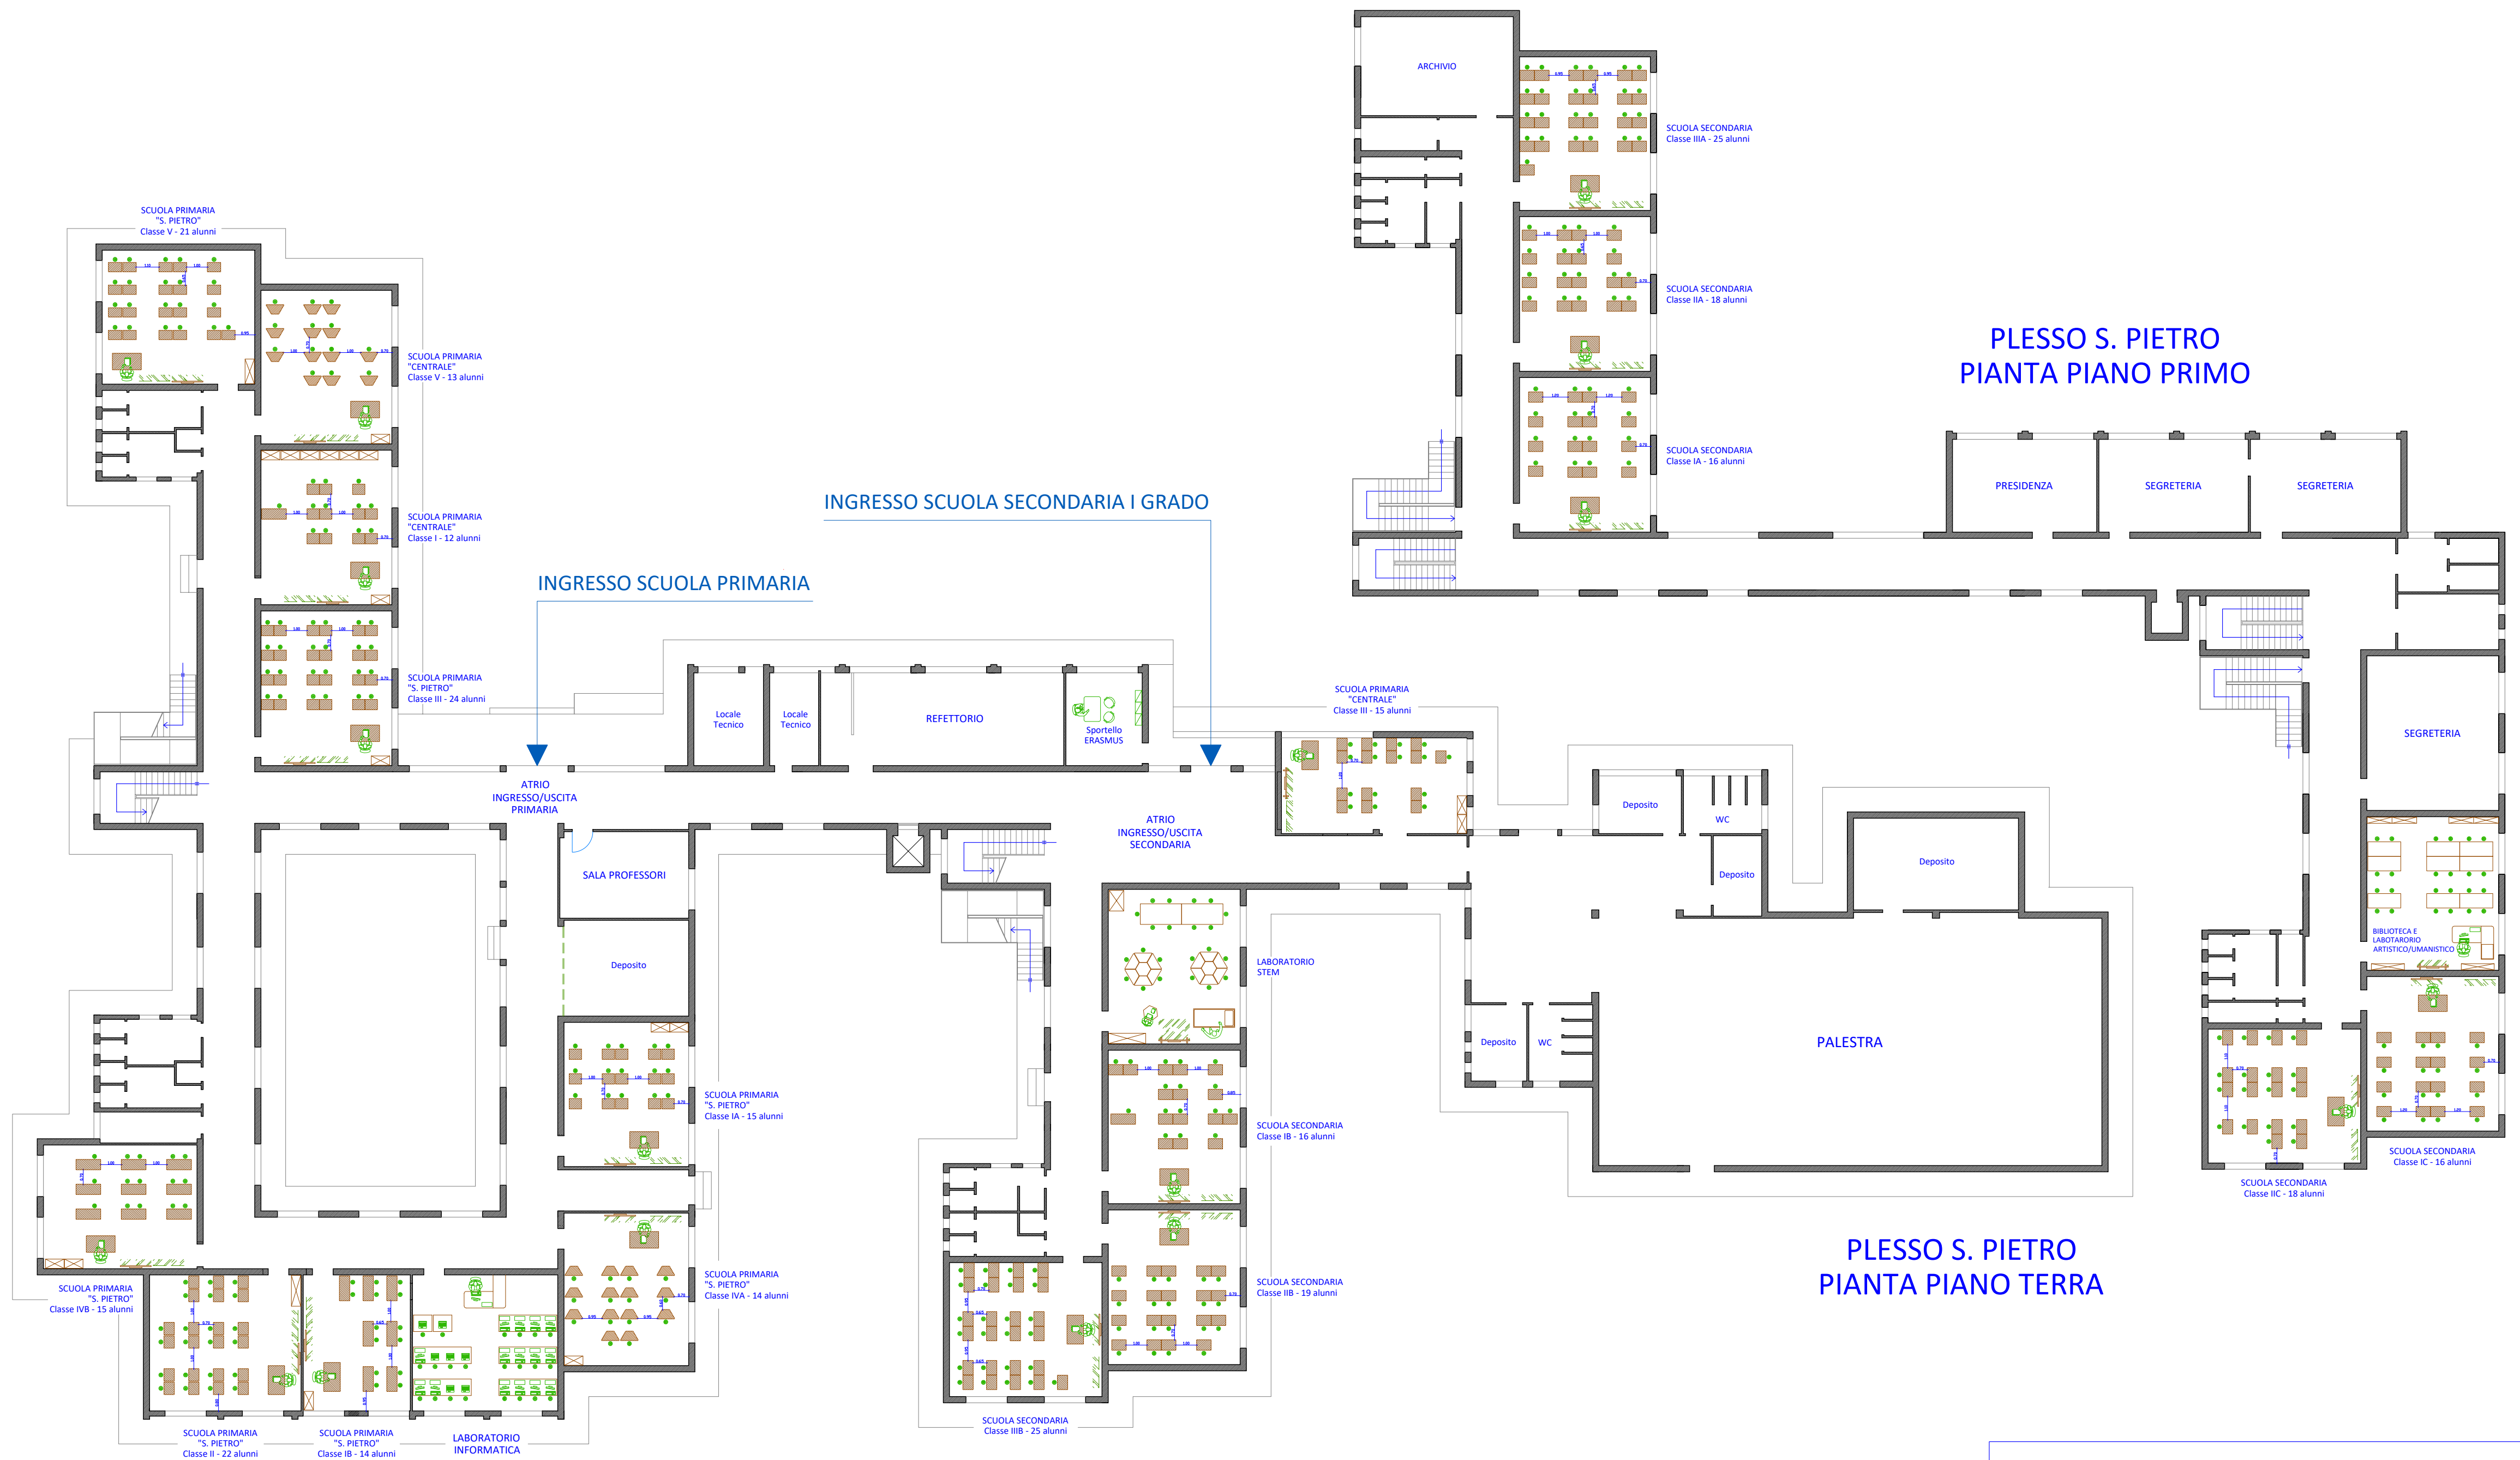 ARCHIVIO
SCUOLA SECONDARIA
Classe IIIA - 25 alunni
SCUOLA SECONDARIA
Classe IIA - 18 alunni
SCUOLA SECONDARIA
Classe IA - 16 alunni
PLESSO S. PIETRO
PIANTA PIANO PRIMO
PRESIDENZA
SEGRETERIA
SEGRETERIA
SEGRETERIA
BIBLIOTECA E
LABOTARORIO
ARTISTICO/UMANISTICO
SCUOLA SECONDARIA
Classe IC - 16 alunni
SCUOLA SECONDARIA
Classe IIC - 18 alunni
SCUOLA PRIMARIA
"S. PIETRO"
Classe V - 21 alunni
SCUOLA PRIMARIA
"CENTRALE"
Classe V - 13 alunni
SCUOLA PRIMARIA
"CENTRALE"
Classe I - 12 alunni
SCUOLA PRIMARIA
"S. PIETRO"
Classe III - 24 alunni
INGRESSO SCUOLA SECONDARIA I GRADO
INGRESSO SCUOLA PRIMARIA
Locale
Tecnico
Locale
Tecnico
REFETTORIO
Sportello
ERASMUS
SCUOLA PRIMARIA
"CENTRALE"
Classe III - 15 alunni
ATRIO
INGRESSO/USCITA
PRIMARIA
ATRIO
INGRESSO/USCITA
SECONDARIA
SALA PROFESSORI
Deposito
Deposito
WC
Deposito
Deposito
LABORATORIO
STEM
Deposito
WC
PALESTRA
SCUOLA PRIMARIA
"S. PIETRO"
Classe IA - 15 alunni
SCUOLA SECONDARIA
Classe IB - 16 alunni
SCUOLA PRIMARIA
"S. PIETRO"
Classe IVA - 14 alunni
SCUOLA SECONDARIA
Classe IIB - 19 alunni
SCUOLA PRIMARIA
"S. PIETRO"
Classe IVB - 15 alunni
SCUOLA PRIMARIA
"S. PIETRO"
Classe II - 22 alunni
SCUOLA PRIMARIA
"S. PIETRO"
Classe IB - 14 alunni
LABORATORIO
INFORMATICA
SCUOLA SECONDARIA
Classe IIIB - 25 alunni
PLESSO S. PIETRO
PIANTA PIANO TERRA